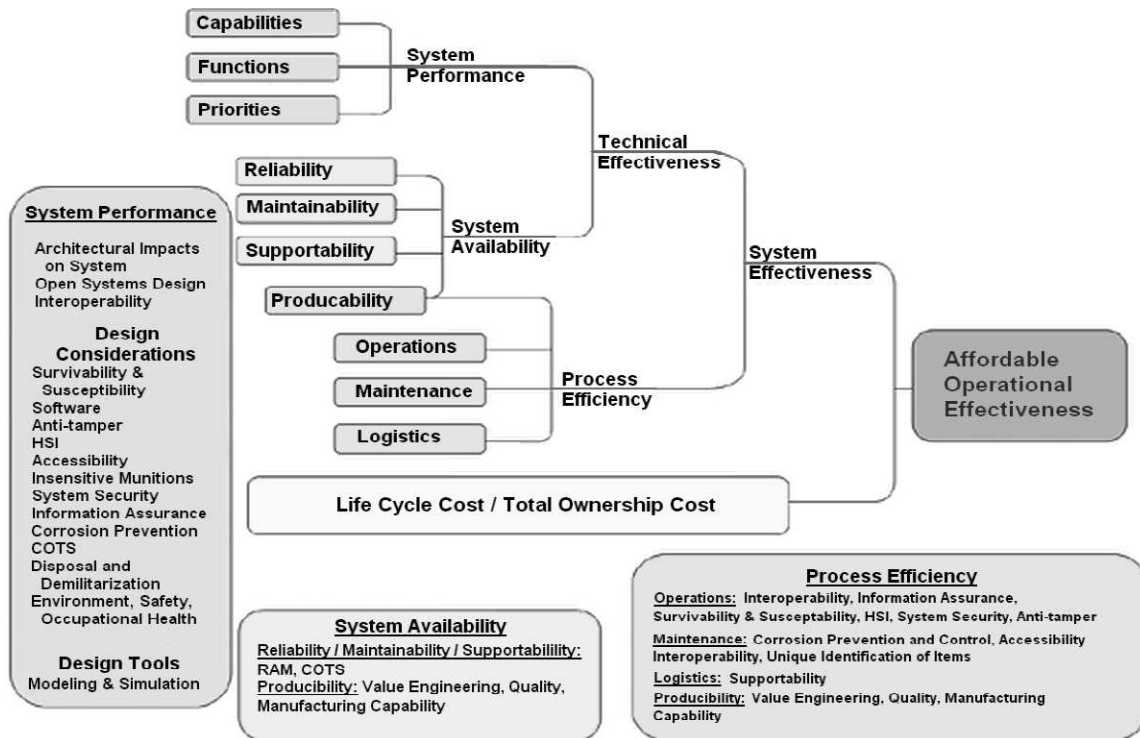 Capabilities
Functions
Priorities
System
Performance
Technical
Effectiveness
Reliability
Maintainability
Supportability
Producability
System
Availability
System
Effectiveness
Operations
Maintenance
Logistics
Process
Efficiency
Affordable
Operational
Effectiveness
Life Cycle Cost / Total Ownership Cost
System Performance
Architectural Impacts
on System
Open Systems Design
Interoperability
Design
Considerations
Survivability &
Susceptibility
Software
Anti-tamper
HSI
Accessibility
Insensitive Munitions
System Security
Information Assurance
Corrosion Prevention
COTS
Disposal and
Demilitarization
Environment, Safety,
Occupational Health
Design Tools
Modeling & Simulation
System Availability
Reliability / Maintainability / Supportabilility:
RAM, COTS
Producibility: Value Engineering, Quality,
Manufacturing Capability
Process Efficiency
Operations: Interoperability, Information Assurance,
Survivability & Susceptability, HSI, System Security, Anti-tamper
Maintenance: Corrosion Prevention and Control, Accessibility
Interoperability, Unique Identification of Items
Logistics: Supportability
Producibility: Value Engineering, Quality, Manufacturing
Capability